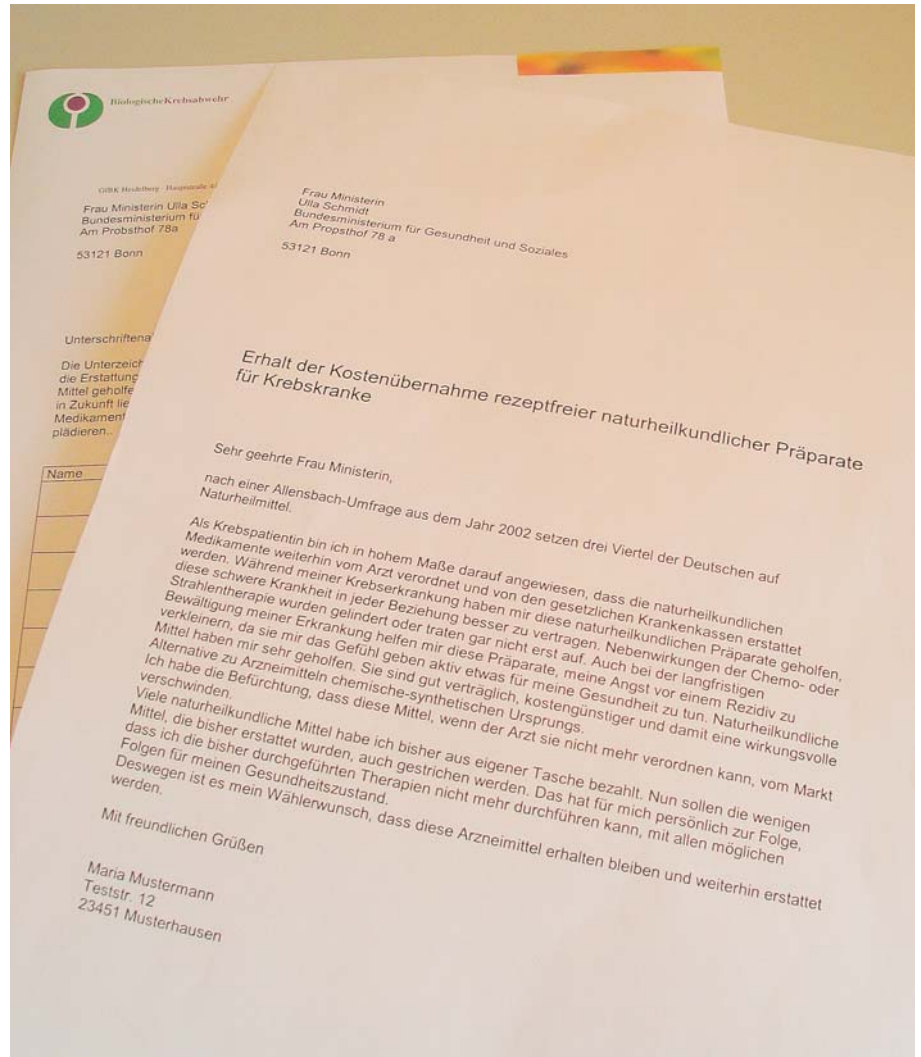 BiologischeKrebsabwehr
GfBK Heidelberg · Hauptstraße
Frau Ministerin Ulla
Bundesministerium
Am Probsthof 78a
53121 Bonn
Die
die Erstattung
Mittel
in Zukunft
plädieren..
Name
Frau Ministerin
Ulla Schmidt
Bundesministerium für Gesundheit und Soziales
Am Propsthof 78 a
53121 Bonn
Erhalt der Kostenübernahme rezeptfreier naturheilkundlicher Präparate
für Krebskranke
Sehr geehrte Frau Ministerin,
nach einer Allensbach-Umfrage aus dem Jahr 2002 setzen drei Viertel der Deutschen auf
Naturheilmittel.
Als Krebspatientin bin ich in hohem Maße darauf angewiesen, dass die naturheilkundlichen
Medikamente weiterhin vom Arzt verordnet und von den gesetzlichen Krankenkassen erstattet
werden. Während meiner Krebserkrankung haben mir diese naturheilkundlichen Präparate geholfen,
diese schwere Krankheit in jeder Beziehung besser zu vertragen. Nebenwirkungen der Chemo- oder
Strahlentherapie wurden gelindert oder traten gar nicht erst auf. Auch bei der langfristigen
Bewältigung meiner Erkrankung helfen mir diese Präparate, meine Angst vor einem Rezidiv zu
verkleinern, da sie mir das Gefühl geben aktiv etwas für meine Gesundheit zu tun. Naturheilkundliche
Mittel haben mir sehr geholfen. Sie sind gut verträglich, kostengünstiger und damit eine wirkungsvolle
Alternative zu Arzneimitteln chemische-synthetischen Ursprungs.
Ich habe die Befürchtung, dass diese Mittel, wenn der Arzt sie nicht mehr verordnen kann, vom Markt
verschwinden.
Viele naturheilkundliche Mittel habe ich bisher aus eigener Tasche bezahlt. Nun sollen die wenigen
Mittel, die bisher erstattet wurden, auch gestrichen werden. Das hat für mich persönlich zur Folge,
dass ich die bisher durchgeführten Therapien nicht mehr durchführen kann, mit allen möglichen
Folgen für meinen Gesundheitszustand.
Deswegen ist es mein Wählerwunsch, dass diese Arzneimittel erhalten bleiben und weiterhin erstattet
werden.
Mit freundlichen Grüßen
Maria Mustermann
Teststr. 12
23451 Musterhausen